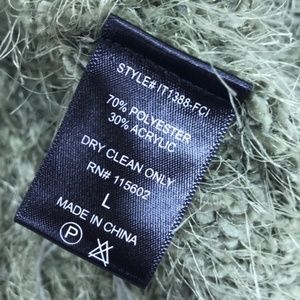 STYLE# IT1388-FCI
70% POLYESTER
30% ACRYLIC
DRY CLEAN ONLY
RN# 115602
L
MADE IN CHINA
P